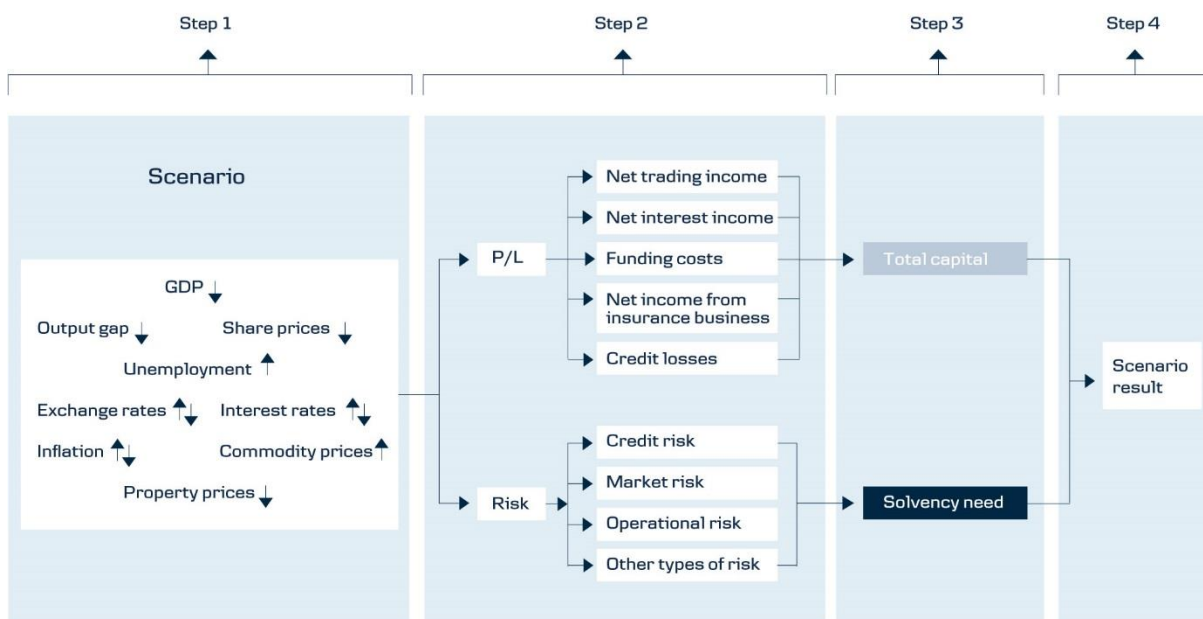 Step 1
Step 2
Step 3
Step 4
Scenario
GDP
Output gap
Share prices
Unemployment
Exchange rates
Interest rates
Inflation
Commodity prices
Property prices
P/L
Net trading income
Net interest income
Funding costs
Net income from
insurance business
Credit losses
Risk
Credit risk
Market risk
Operational risk
Other types of risk
Total capital
Solvency need
Scenario
result